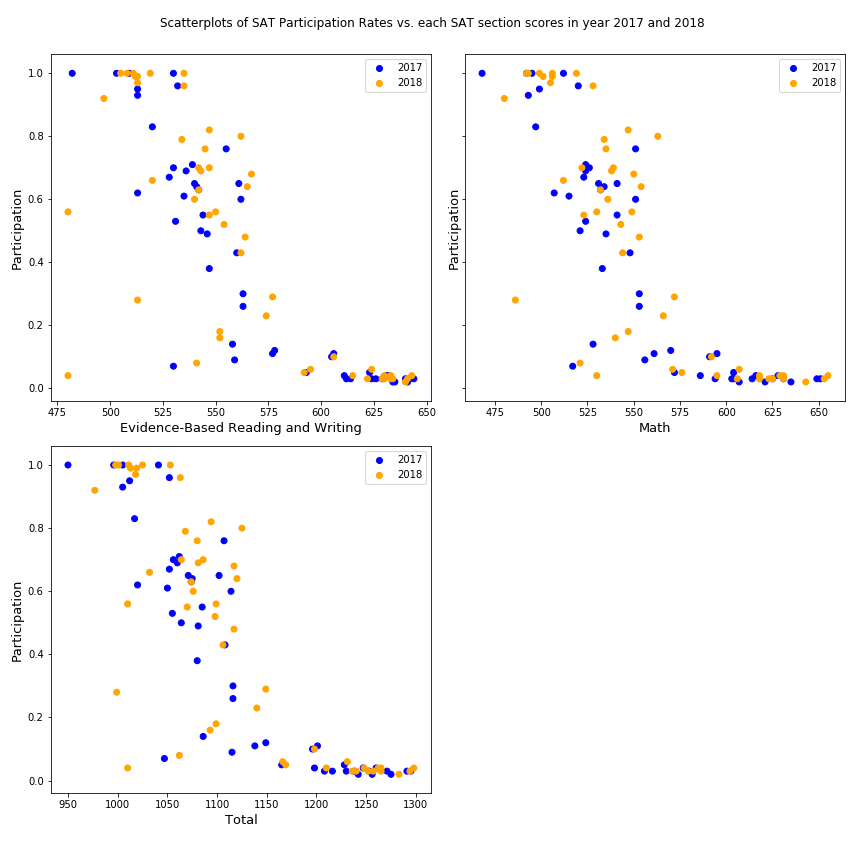 Scatterplots of SAT Participation Rates vs. each SAT section scores in year 2017 and 2018
1.0
0.8
0.6
0.4
0.2
0.0
Participation
475 500 525 550 575 600 625 650
Evidence-Based Reading and Writing
2017
2018
Participation
475 500 525 550 575 600 625 650
Math
2017
2018
1.0
0.8
0.6
0.4
0.2
0.0
Participation
950 1000 1050 1100 1150 1200 1250 1300
Total
2017
2018